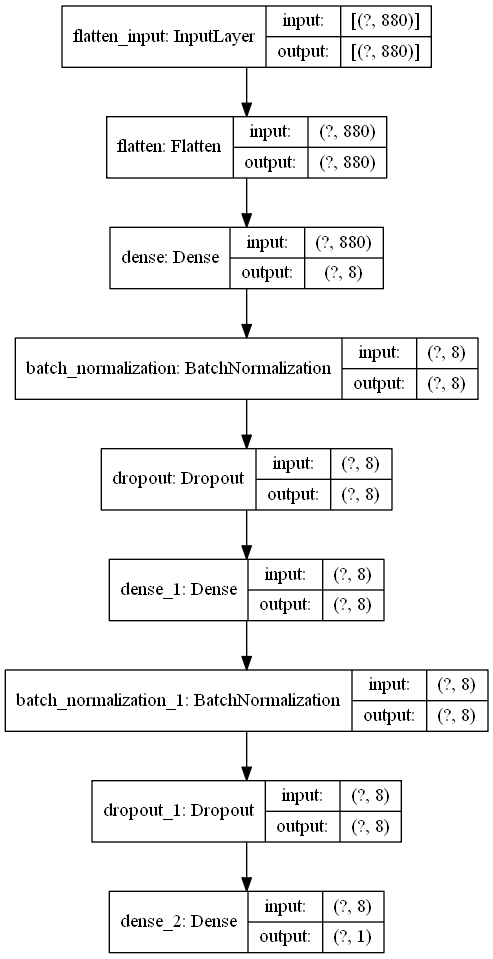 flatten_input: InputLayer
input: [(?, 880)]
output: [(?, 880)]
flatten: Flatten
input: (?, 880)
output: (?, 880)
dense: Dense
input: (?, 880)
output: (?, 8)
batch_normalization: BatchNormalization
input: (?, 8)
output: (?, 8)
dropout: Dropout
input: (?, 8)
output: (?, 8)
dense_1: Dense
input: (?, 8)
output: (?, 8)
batch_normalization_1: BatchNormalization
input: (?, 8)
output: (?, 8)
dropout_1: Dropout
input: (?, 8)
output: (?, 8)
dense_2: Dense
input: (?, 8)
output: (?, 1)